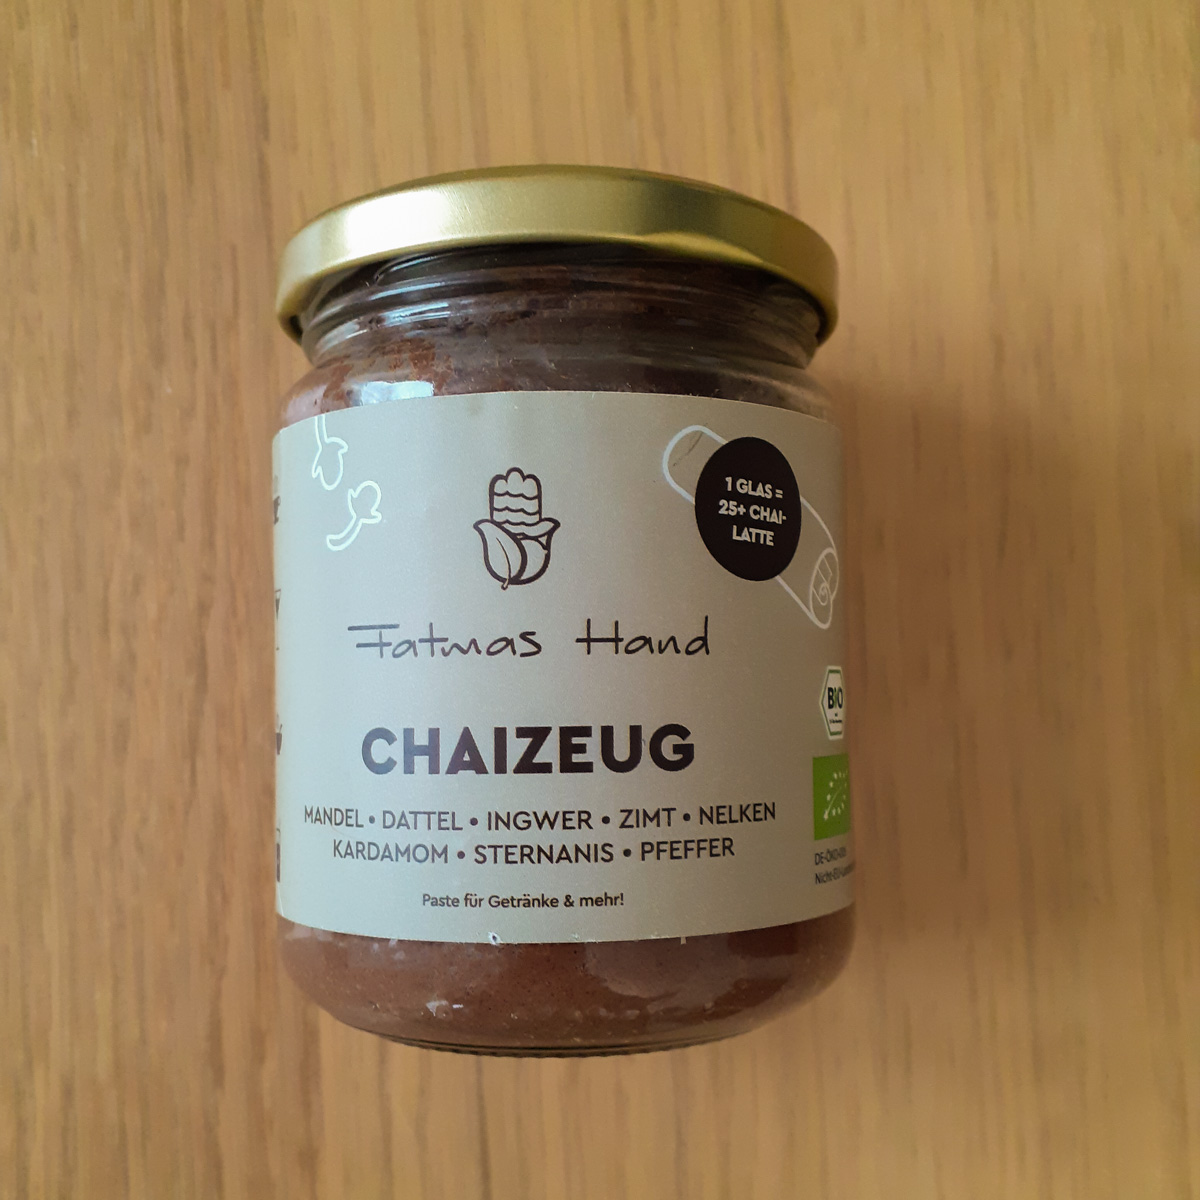 1 GLAS =
25+ CHAI-
LATTE
Fatmas Hand
CHAIZEUG
MANDEL • DATTEL • INGWER • ZIMT • NELKEN
KARDAMOM • STERNANIS • PFEFFER
Paste für Getränke & mehr!
BIO